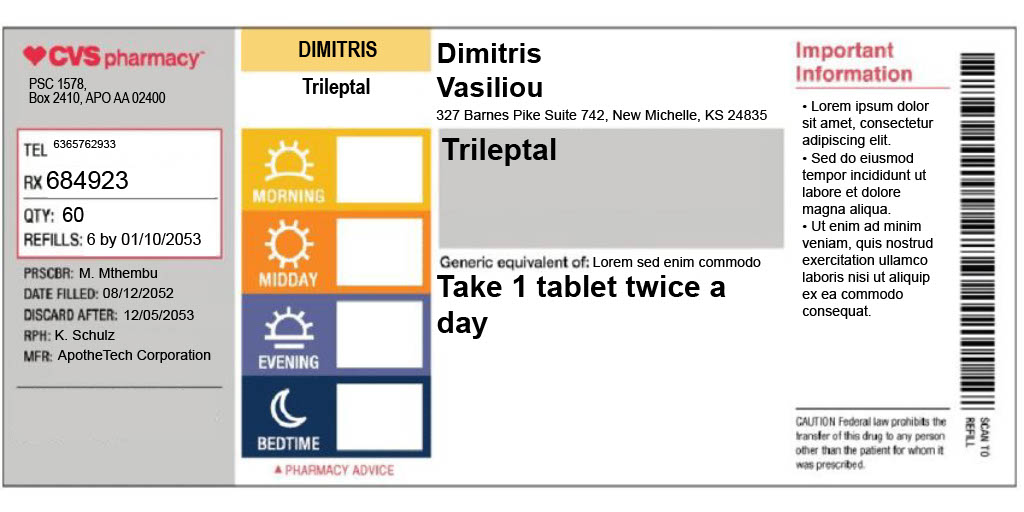 CVS pharmacy
PSC 1578,
Box 2410, APO AA 02400
TEL 6365762933
RX 684923
QTY: 60
REFILLS: 6 by 01/10/2053
PRSCBR: M. Mthembu
DATE FILLED: 08/12/2052
DISCARD AFTER: 12/05/2053
RPH: K. Schulz
MFR: ApotheTech Corporation
DIMITRIS
Trileptal
MORNING
MIDDAY
EVENING
BEDTIME
▲ PHARMACY ADVICE
Dimitris
Vasiliou
327 Barnes Pike Suite 742, New Michelle, KS 24835
Trileptal
Generic equivalent of: Lorem sed enim commodo
Take 1 tablet twice a
day
Important
Information
• Lorem ipsum dolor
sit amet, consectetur
adipiscing elit.
• Sed do eiusmod
tempor incididunt ut
labore et dolore
magna aliqua.
• Ut enim ad minim
veniam, quis nostrud
exercitation ullamco
laboris nisi ut aliquip
ex ea commodo
consequat.
CAUTION Federal law prohibits the
transfer of this drug to any person
other than the patient for whom it
was prescribed.
SCAN TO
REFILL